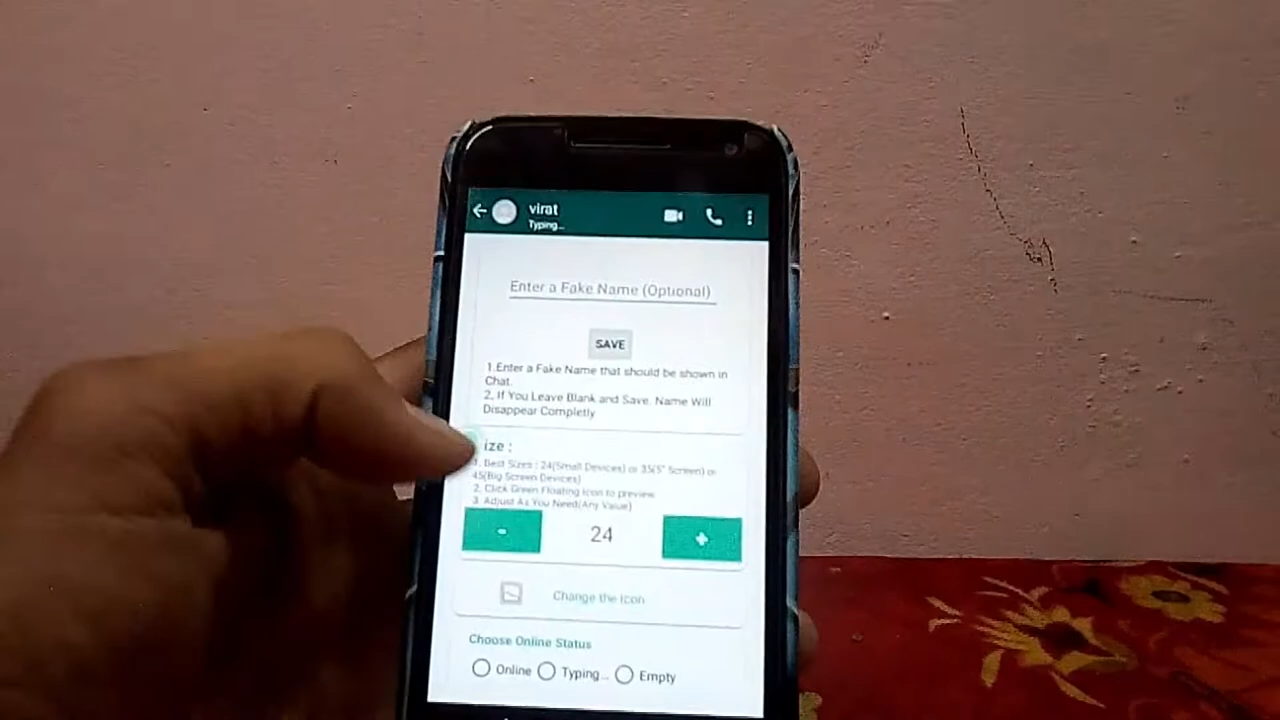 virat
Typing...
Enter a Fake Name (Optional)
SAVE
1.Enter a Fake Name that should be shown in
Chat.
2. If You Leave Blank and Save. Name Will
Disappear Completly
ize :
1. Best Sizes : 24(Small Devices) or 35(5" Screen) or
45(Big Screen Devices)
2. Click Green Floating Icon to preview
3. Adjust As You Need(Any Value)
- 24 +
Change the Icon
Choose Online Status
Online Typing... Empty